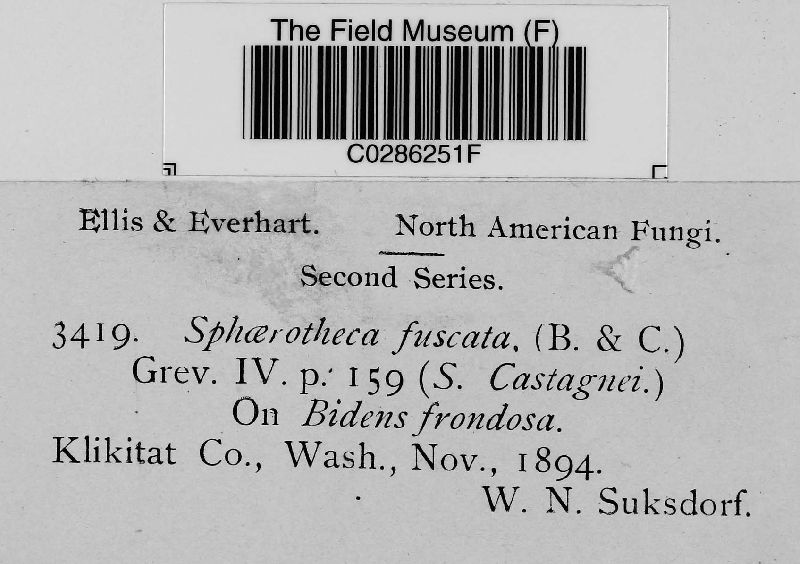 The Field Museum (F)
C0286251F
Ellis & Everhart. North American Fungi.
Second Series.
3419. Sphærotheca fuscata, (B. & C.)
Grev. IV. p. 159 (S. Castagnei.)
On Bidens frondosa.
Klikitat Co., Wash., Nov., 1894.
W. N. Suksdorf.